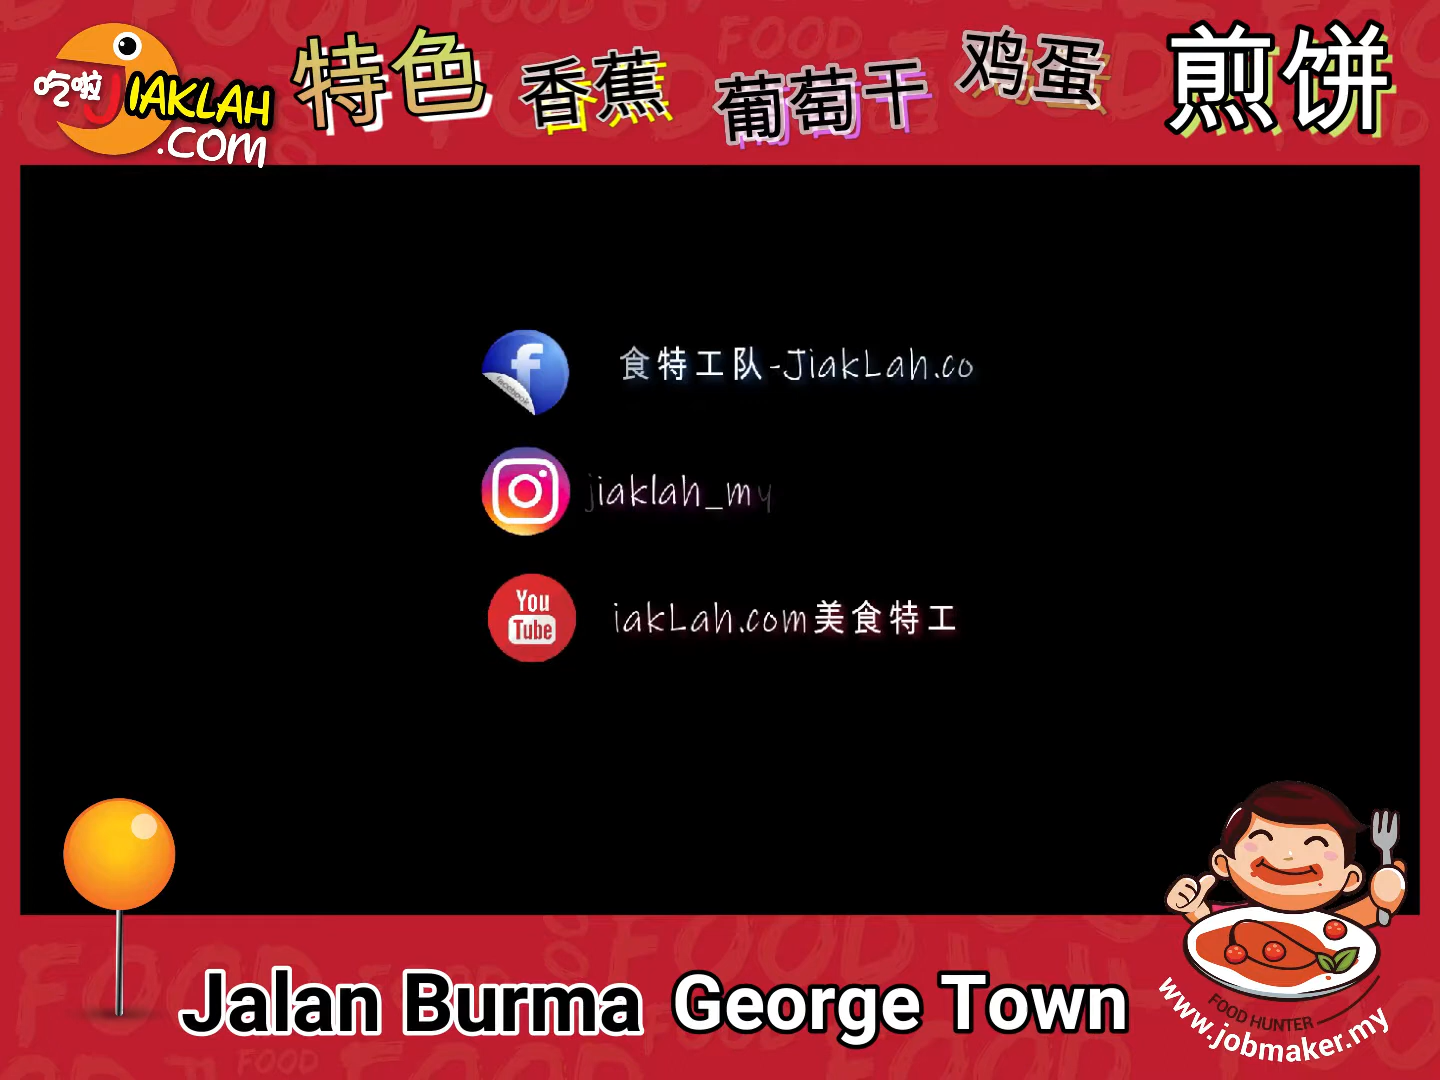 吃啦 JIAKLAH
.COM
特色 香蕉 葡萄干 鸡蛋 煎饼
facebook
食特工队-JiakLah.co
jiaklah_my
You
Tube
iakLah.com美食特工
Jalan Burma George Town
FOOD HUNTER
www.jobmaker.my